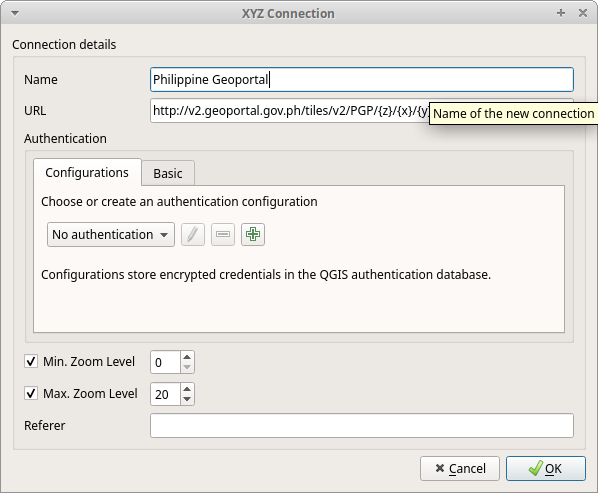 XYZ Connection
Connection details
Name Philippine Geoportal
URL http://v2.geoportal.gov.ph/tiles/v2/PGP/{z}/{x}/{y
Name of the new connection
Authentication
Configurations Basic
Choose or create an authentication configuration
No authentication
Configurations store encrypted credentials in the QGIS authentication database.
Min. Zoom Level 0
Max. Zoom Level 20
Referer
Cancel OK